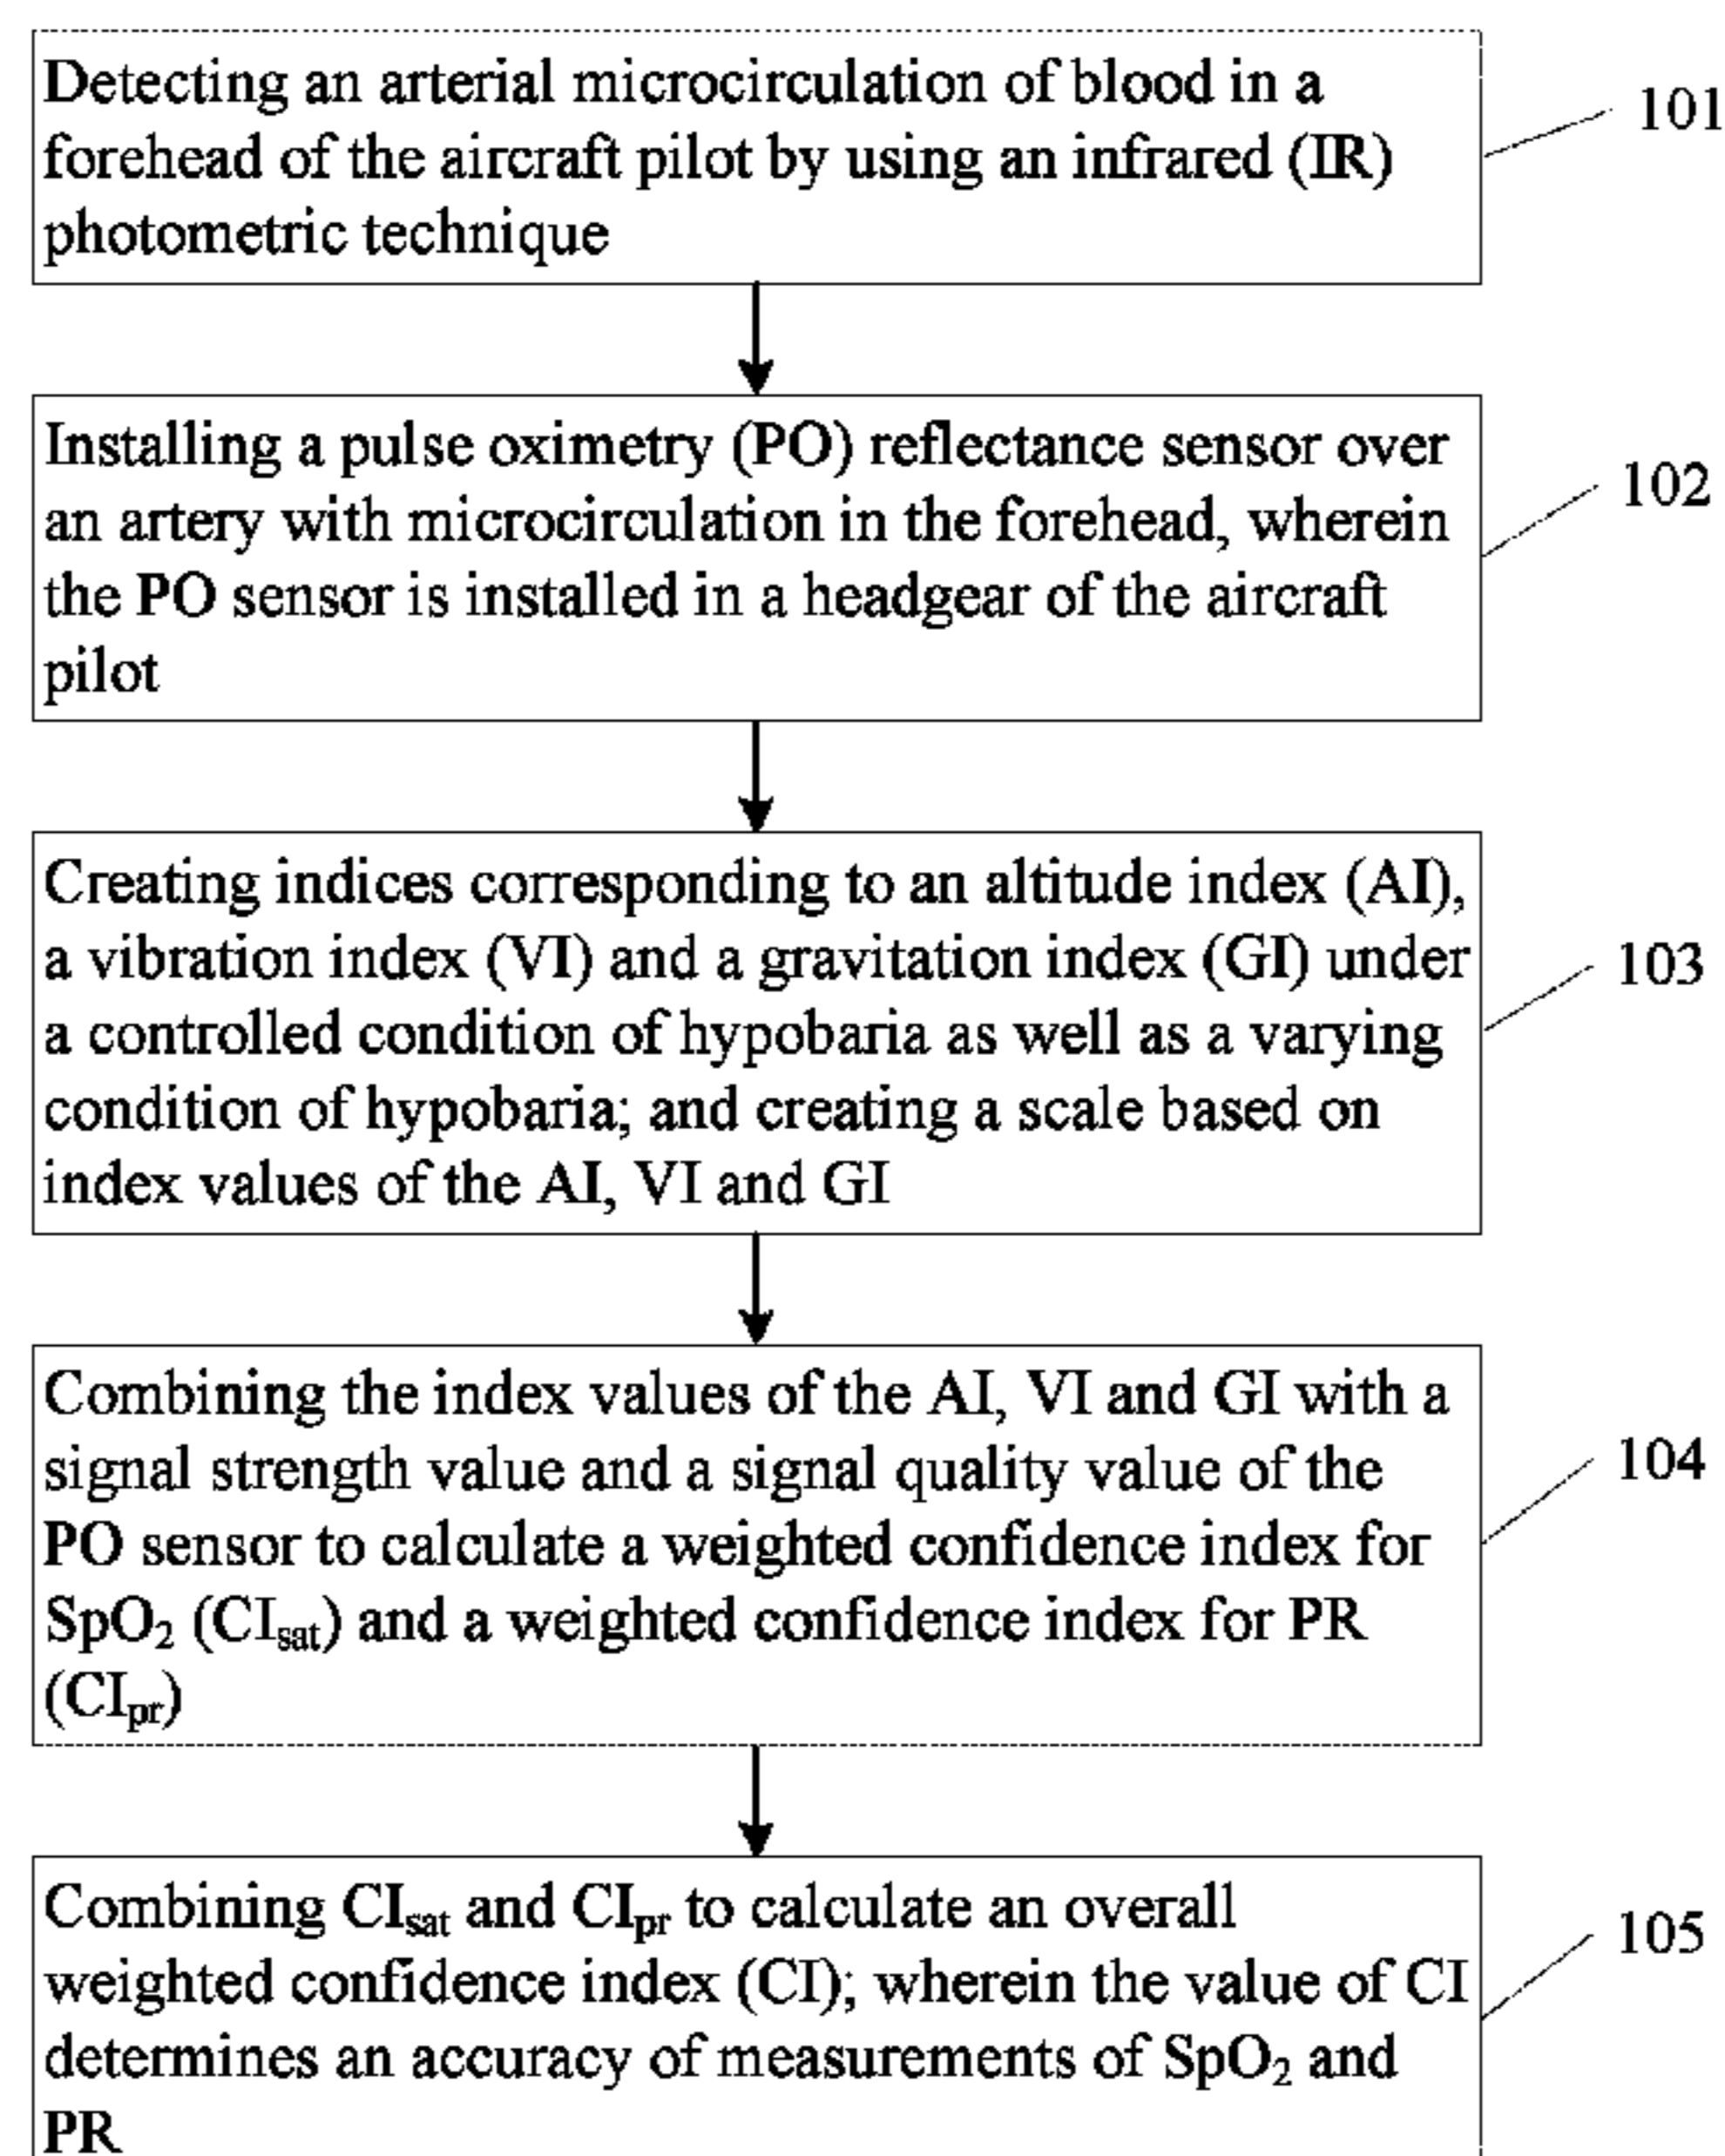 Detecting an arterial microcirculation of blood in a
forehead of the aircraft pilot by using an infrared (IR)
photometric technique
101
Installing a pulse oximetry (PO) reflectance sensor over
an artery with microcirculation in the forehead, wherein
the PO sensor is installed in a headgear of the aircraft
pilot
102
Creating indices corresponding to an altitude index (AI),
a vibration index (VI) and a gravitation index (GI) under
a controlled condition of hypobaria as well as a varying
condition of hypobaria; and creating a scale based on
index values of the AI, VI and GI
103
Combining the index values of the AI, VI and GI with a
signal strength value and a signal quality value of the
PO sensor to calculate a weighted confidence index for
SpO₂ (CIsat) and a weighted confidence index for PR
(CIpr)
104
Combining CIsat and CIpr to calculate an overall
weighted confidence index (CI); wherein the value of CI
determines an accuracy of measurements of SpO₂ and
PR
105